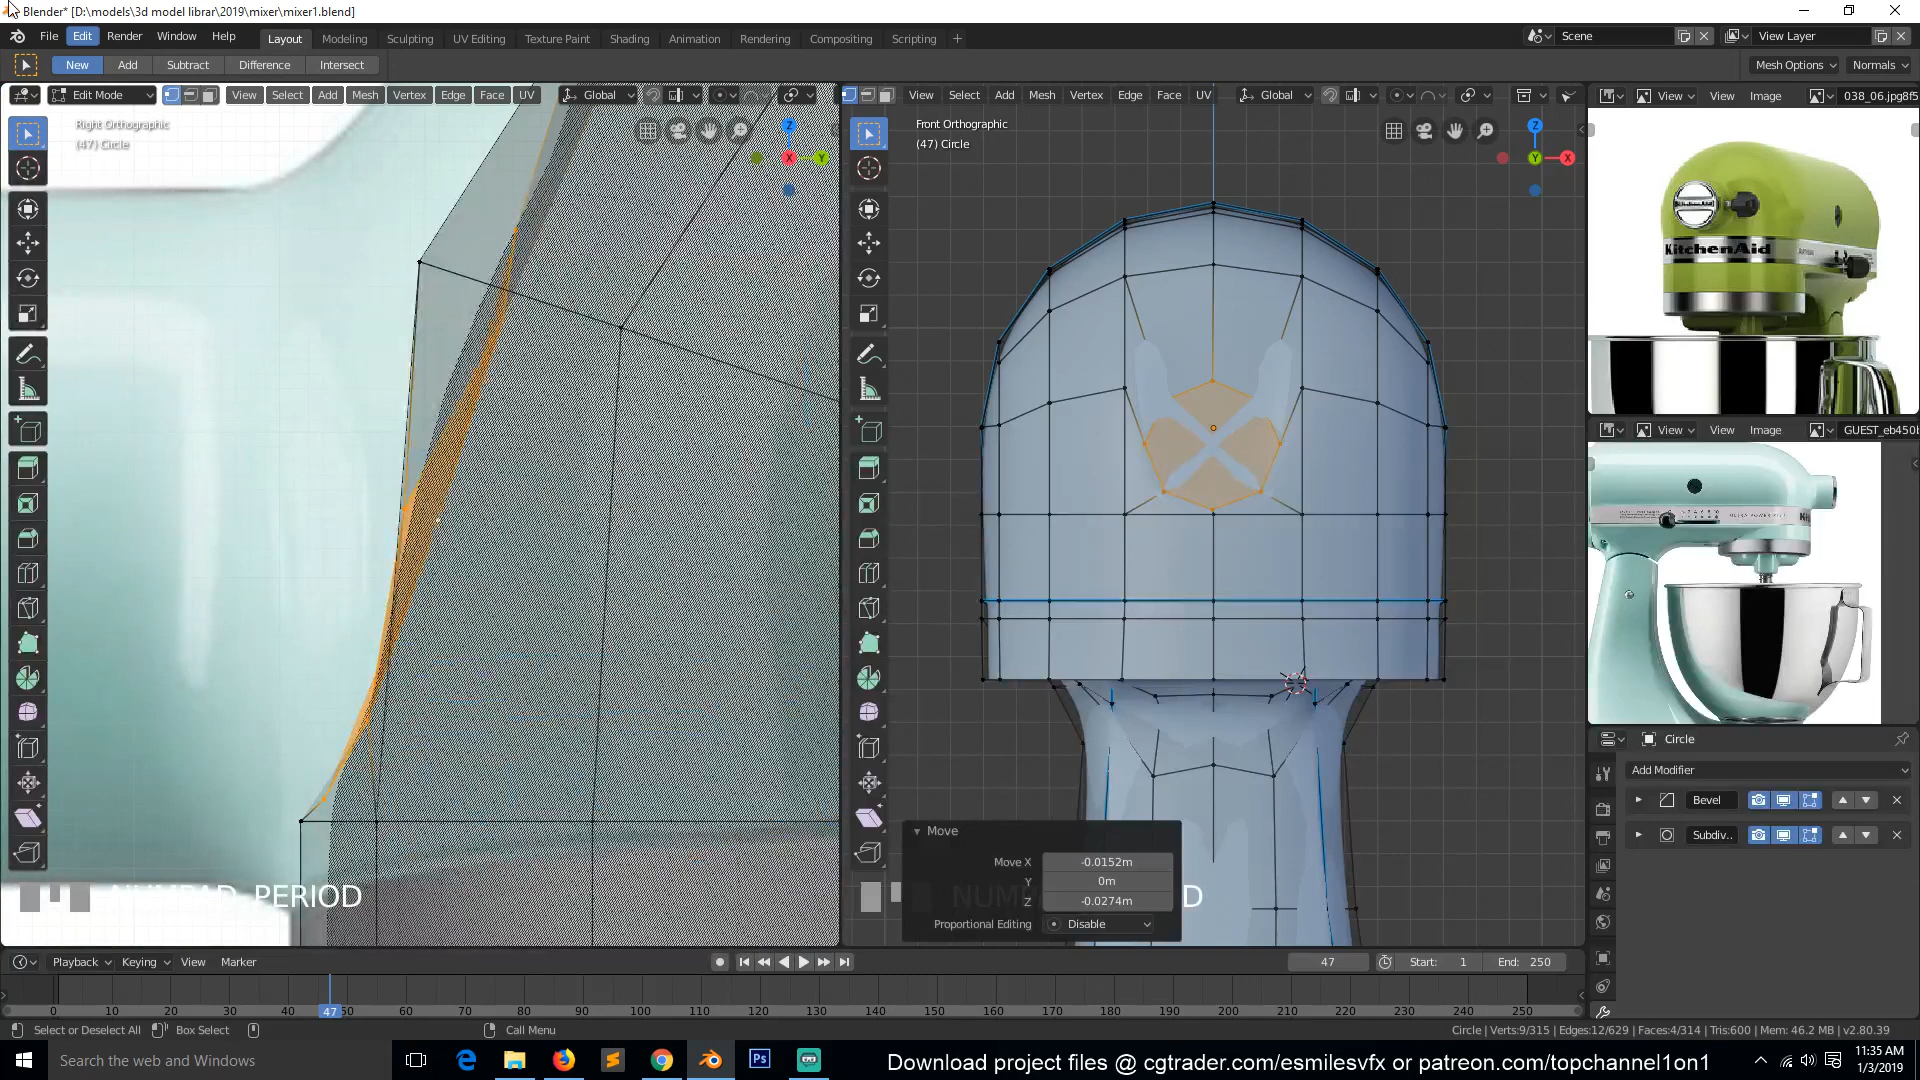 Blender* [D:\models\3d model librar\2019\mixer\mixer1.blend]
File Edit Render Window Help Layout Modeling Sculpting UV Editing Texture Paint Shading Animation Rendering Compositing Scripting Scene View Layer
New Add Subtract Difference Intersect Mesh Options Normals
Edit Mode View Select Add Mesh Vertex Edge Face UV Global View Select Add Mesh Vertex Edge Face UV Global View View Image 038_06.jpg8f5
Right Orthographic
(47) Circle
Front Orthographic
(47) Circle
KitchenAid
View View Image GUEST_eb450b
Circle
Add Modifier
Bevel
Subdiv..
Move
Move X -0.0152m
Y 0m
Z -0.0274m
Proportional Editing Disable
NUMPAD_PERIOD
Playback Keying View Marker 47 Start: 1 End: 250
0 10 20 30 40 47 50 60 70 80 90 100 110 120 130 140 150 160 170 180 190 200 210 220 230 240 250
Select or Deselect All Box Select Call Menu Circle | Verts:9/315 | Edges:12/629 | Faces:4/314 | Tris:600 | Mem: 46.2 MB | v2.80.39
Search the web and Windows Download project files @ cgtrader.com/esmilesvfx or patreon.com/topchannel1on1 11:35 AM
1/3/2019